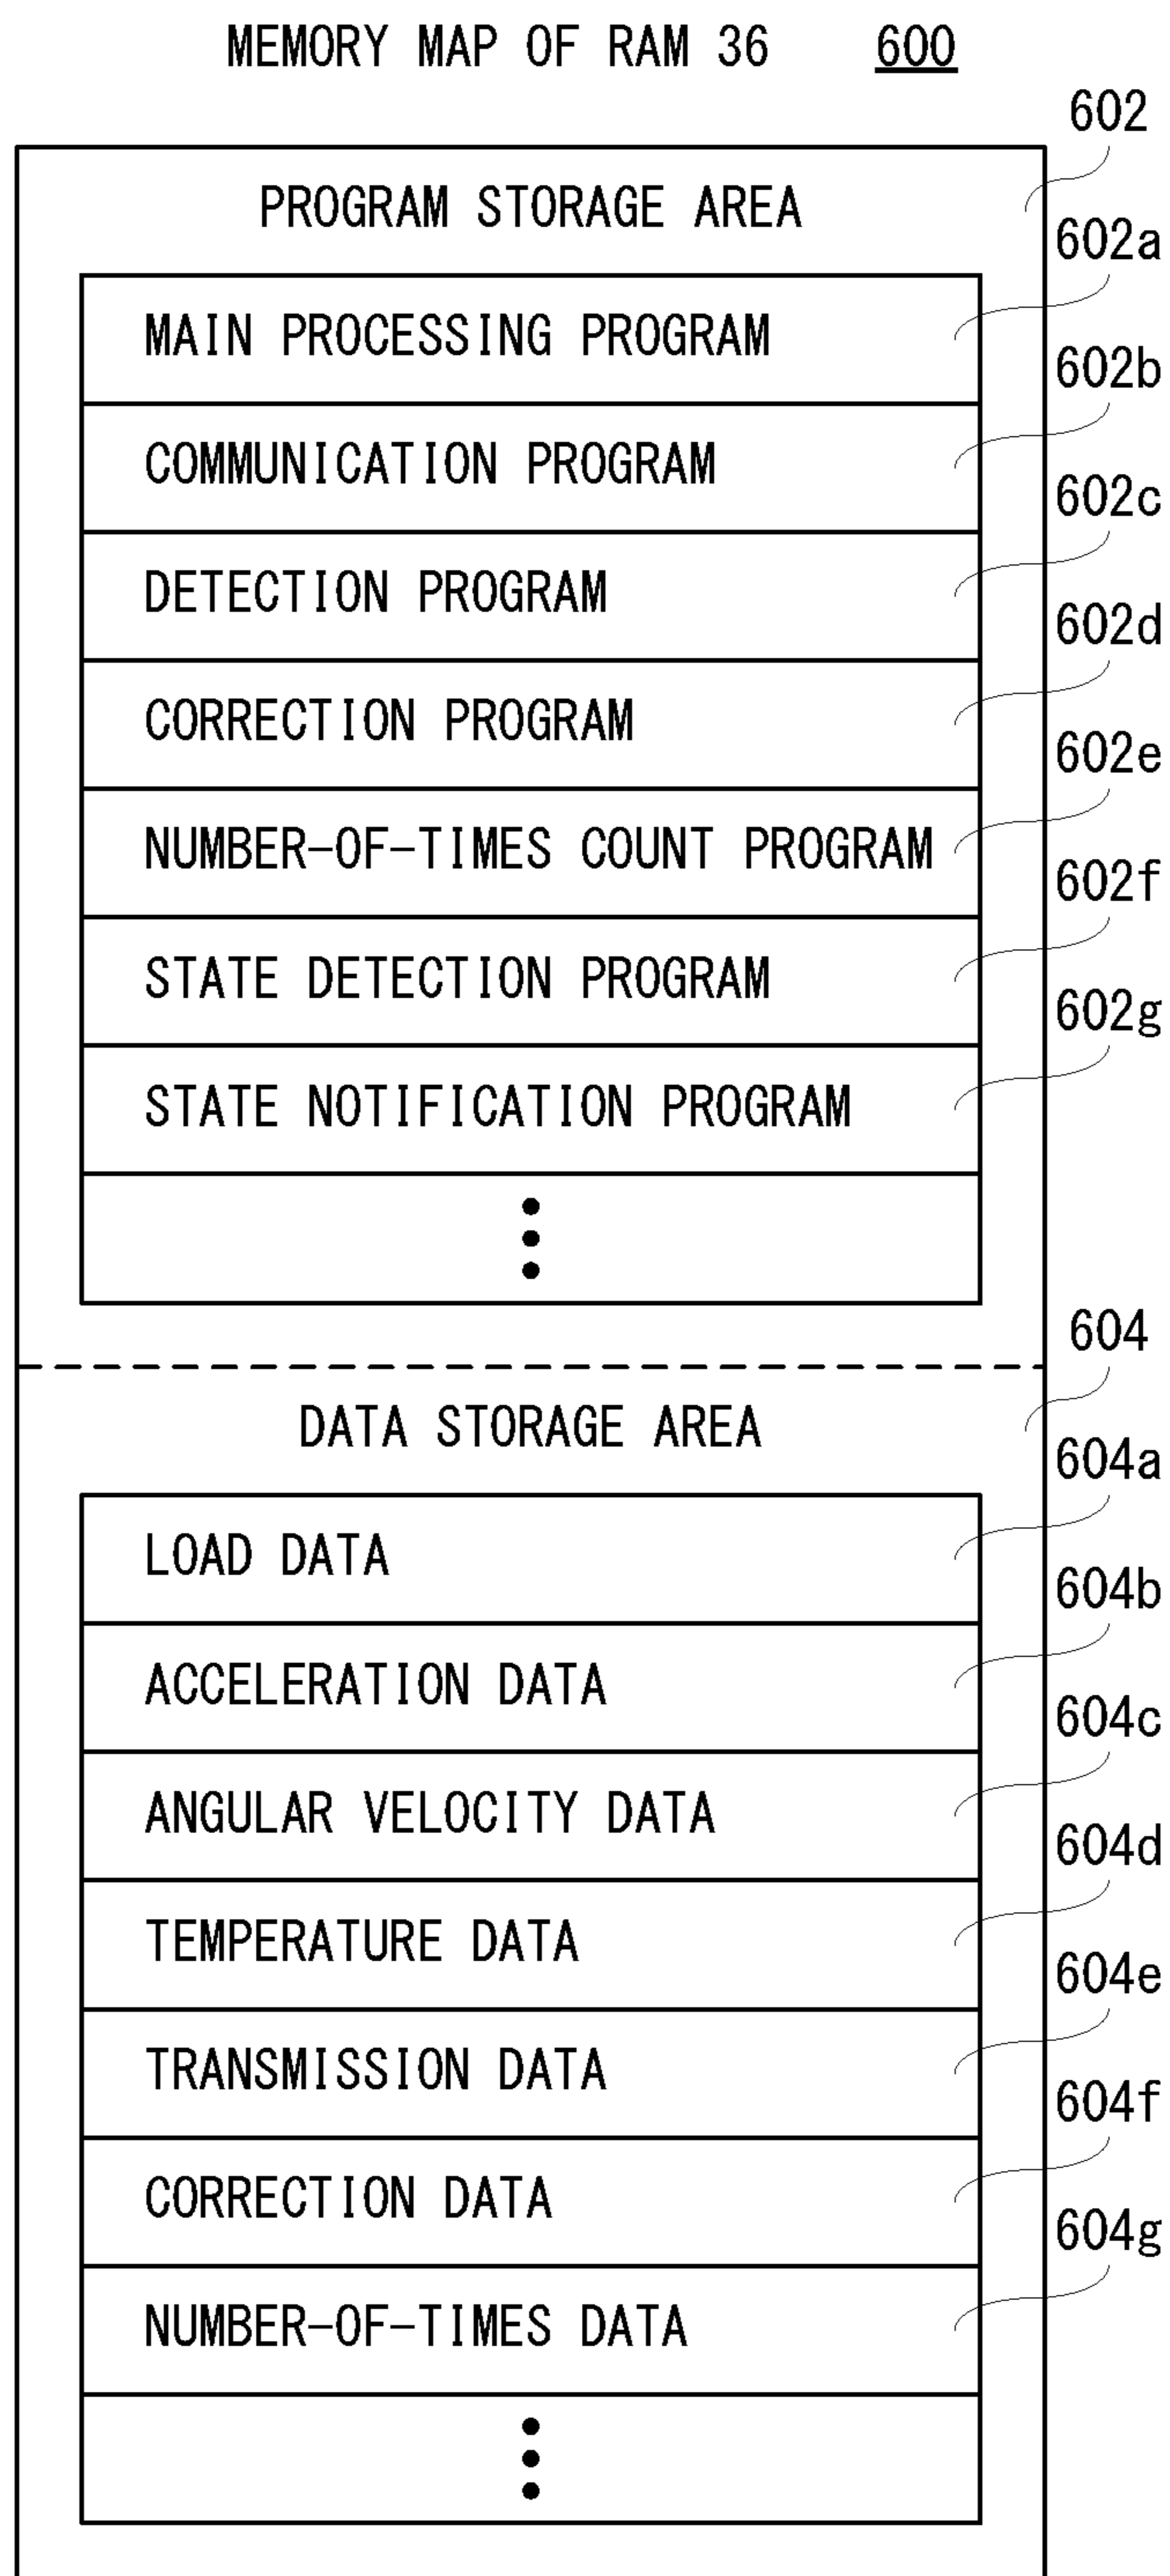 MEMORY MAP OF RAM 36 600
602
PROGRAM STORAGE AREA
602a
MAIN PROCESSING PROGRAM
602b
COMMUNICATION PROGRAM
602c
DETECTION PROGRAM
602d
CORRECTION PROGRAM
602e
NUMBER-OF-TIMES COUNT PROGRAM
602f
STATE DETECTION PROGRAM
602g
STATE NOTIFICATION PROGRAM
604
DATA STORAGE AREA
604a
LOAD DATA
604b
ACCELERATION DATA
604c
ANGULAR VELOCITY DATA
604d
TEMPERATURE DATA
604e
TRANSMISSION DATA
604f
CORRECTION DATA
604g
NUMBER-OF-TIMES DATA